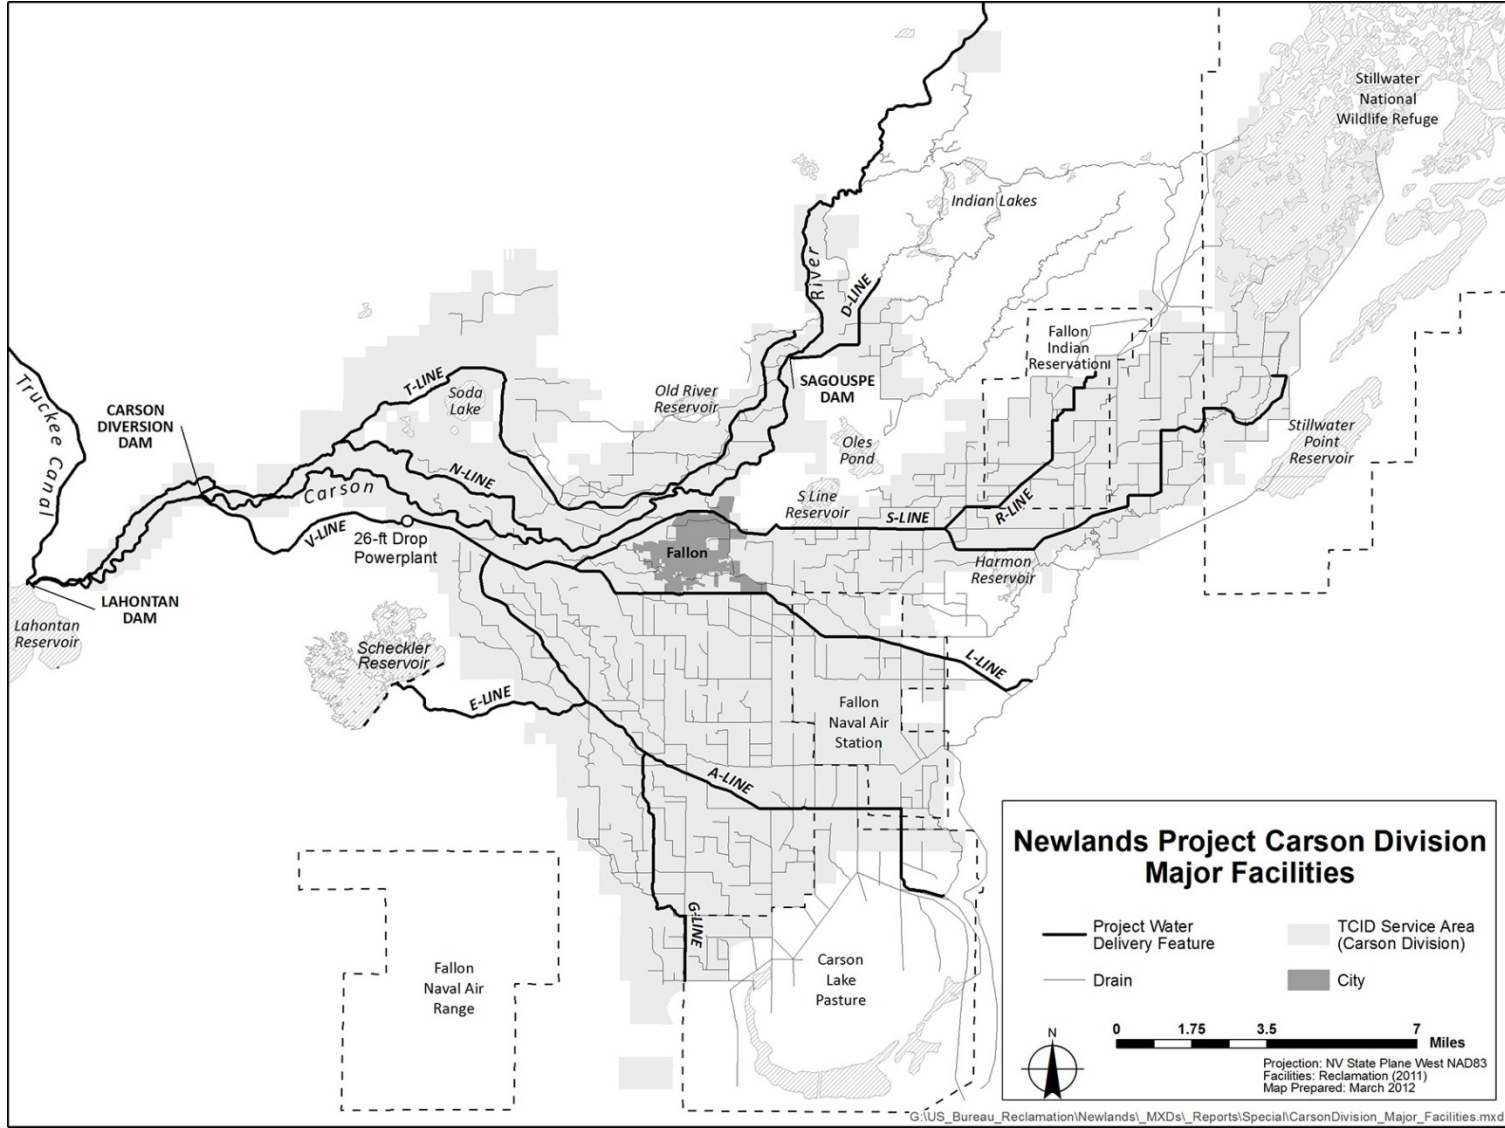 Stillwater
National
Wildlife Refuge
Indian Lakes
River
D-LINE
Fallon
Indian
Reservation
Truckee Canal
T-LINE
Soda
Lake
Old River
Reservoir
SAGOUSPE
DAM
CARSON
DIVERSION
DAM
Oles
Pond
Stillwater
Point
Reservoir
N-LINE
Carson
S Line
Reservoir
S-LINE
R-LINE
V-LINE
26-ft Drop
Powerplant
Fallon
Harmon
Reservoir
LAHONTAN
DAM
Lahontan
Reservoir
Scheckler
Reservoir
L-LINE
E-LINE
Fallon
Naval Air
Station
A-LINE
G-LINE
Fallon
Naval Air
Range
Carson
Lake
Pasture
Newlands Project Carson Division
Major Facilities
Project Water
Delivery Feature
TCID Service Area
(Carson Division)
Drain
City
N
0 1.75 3.5 7
Miles
Projection: NV State Plane West NAD83
Facilities: Reclamation (2011)
Map Prepared: March 2012
G:\US_Bureau_Reclamation\Newlands\_MXDs\_Reports\Special\CarsonDivision_Major_Facilities.mxd